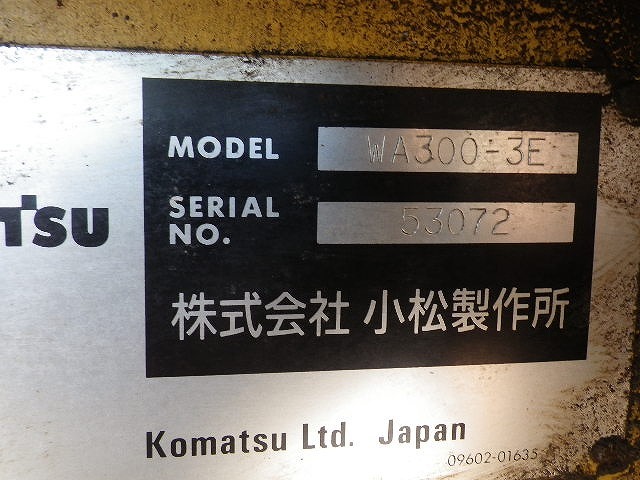 MODEL WA300-3E
SERIAL NO. 53072
TSU
株式会社 小松製作所
Komatsu Ltd. Japan
09602-01635